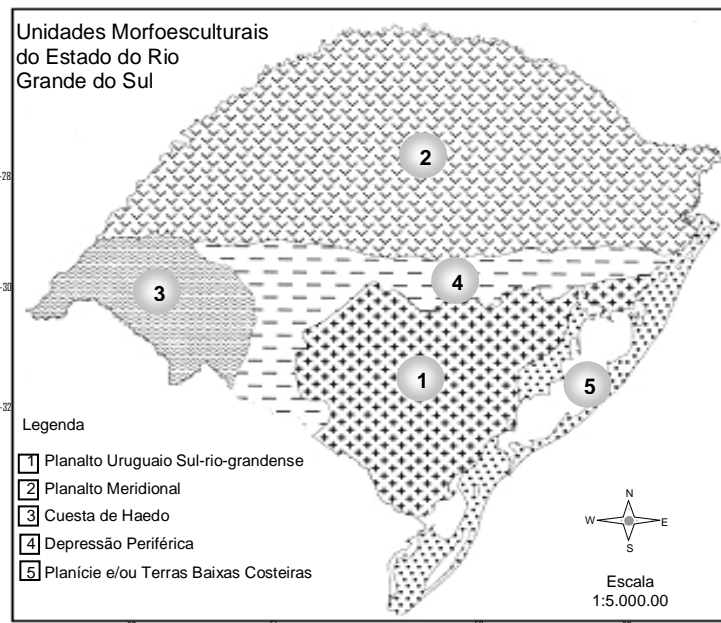 Unidades Morfoesculturais
do Estado do Rio
Grande do Sul
2
28
3
4
30
1
5
32
Legenda
1 Planalto Uruguaio Sul-rio-grandense
2 Planalto Meridional
3 Cuesta de Haedo
4 Depressão Periférica
5 Planície e/ou Terras Baixas Costeiras
N
W E
S
Escala
1:5.000.00